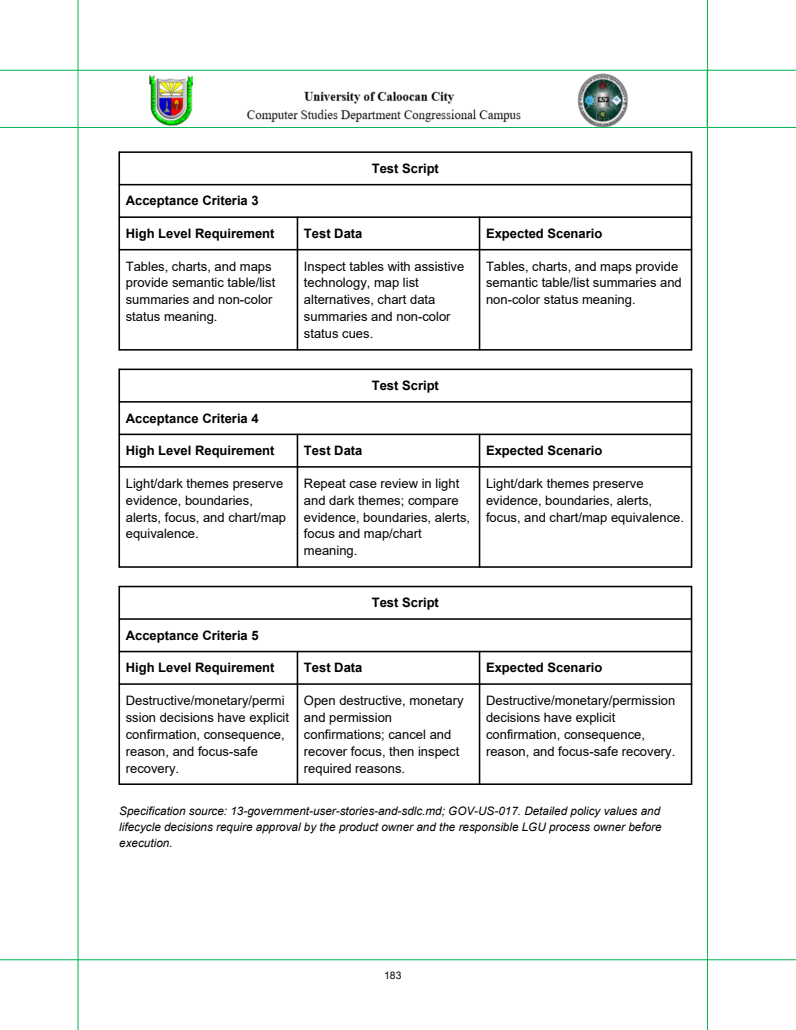 University of Caloocan City
Computer Studies Department Congressional Campus
Test Script
Acceptance Criteria 3
High Level Requirement
Test Data
Expected Scenario
Tables, charts, and maps
provide semantic table/list
summaries and non-color
status meaning.
Inspect tables with assistive
technology, map list
alternatives, chart data
summaries and non-color
status cues.
Tables, charts, and maps provide
semantic table/list summaries and
non-color status meaning.
Test Script
Acceptance Criteria 4
High Level Requirement
Test Data
Expected Scenario
Light/dark themes preserve
evidence, boundaries,
alerts, focus, and chart/map
equivalence.
Repeat case review in light
and dark themes; compare
evidence, boundaries, alerts,
focus and map/chart
meaning.
Light/dark themes preserve
evidence, boundaries, alerts,
focus, and chart/map equivalence.
Test Script
Acceptance Criteria 5
High Level Requirement
Test Data
Expected Scenario
Destructive/monetary/permi
ssion decisions have explicit
confirmation, consequence,
reason, and focus-safe
recovery.
Open destructive, monetary
and permission
confirmations; cancel and
recover focus, then inspect
required reasons.
Destructive/monetary/permission
decisions have explicit
confirmation, consequence,
reason, and focus-safe recovery.
Specification source: 13-government-user-stories-and-sdlc.md; GOV-US-017. Detailed policy values and
lifecycle decisions require approval by the product owner and the responsible LGU process owner before
execution.
183